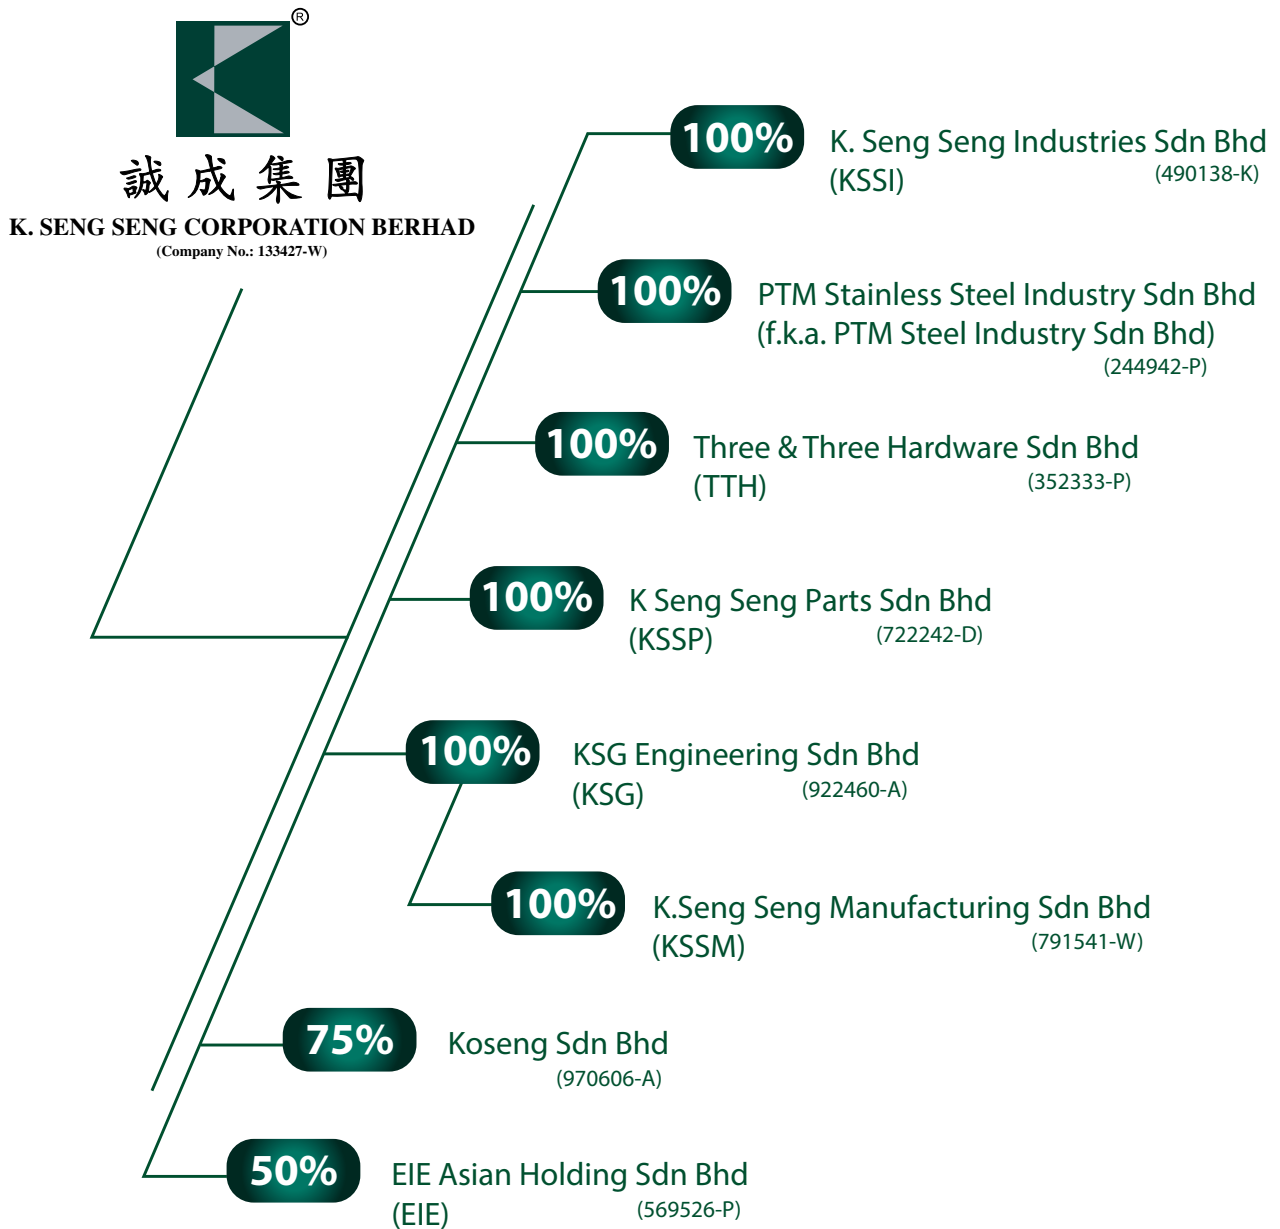 ®
誠成集團
K. SENG SENG CORPORATION BERHAD
(Company No.: 133427-W)
100% K. Seng Seng Industries Sdn Bhd
(KSSI) (490138-K)
100% PTM Stainless Steel Industry Sdn Bhd
(f.k.a. PTM Steel Industry Sdn Bhd)
(244942-P)
100% Three & Three Hardware Sdn Bhd
(TTH) (352333-P)
100% K Seng Seng Parts Sdn Bhd
(KSSP) (722242-D)
100% KSG Engineering Sdn Bhd
(KSG) (922460-A)
100% K.Seng Seng Manufacturing Sdn Bhd
(KSSM) (791541-W)
75% Koseng Sdn Bhd
(970606-A)
50% EIE Asian Holding Sdn Bhd
(EIE) (569526-P)